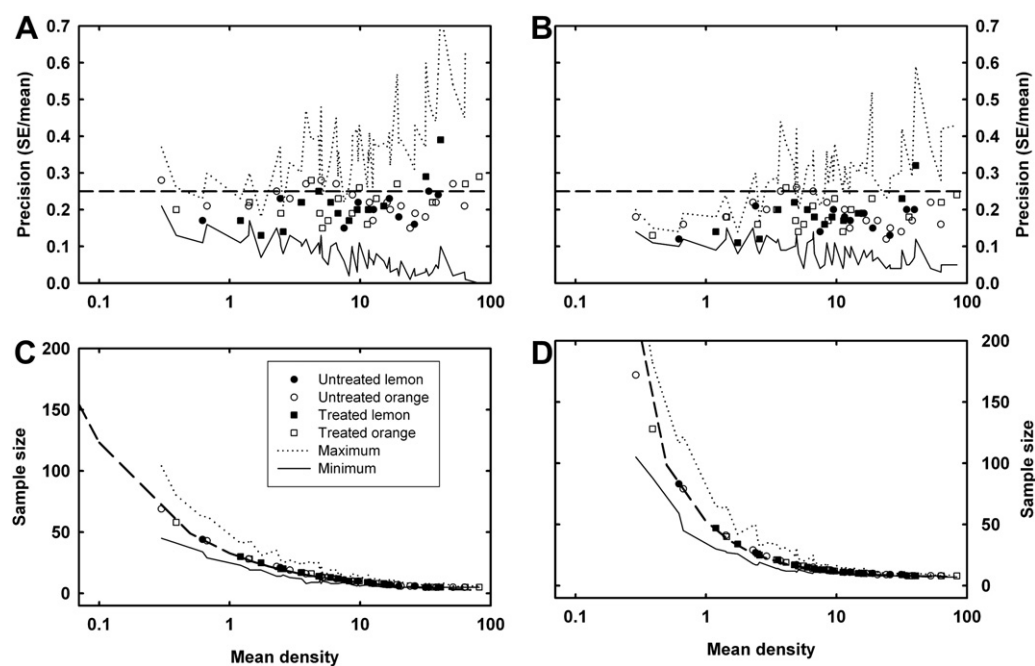 A
B
Precision (SE/mean)
0.7
0.6
0.5
0.4
0.3
0.2
0.1
0.0
0.1 1 10 100
0.7
0.6
0.5
0.4
0.3
0.2
0.1
0.0
Precision (SE/mean)
0.1 1 10 100
C
D
Sample size
200
150
100
50
0
Untreated lemon
Untreated orange
Treated lemon
Treated orange
Maximum
Minimum
0.1 1 10 100
Mean density
200
150
100
50
0
Sample size
0.1 1 10 100
Mean density